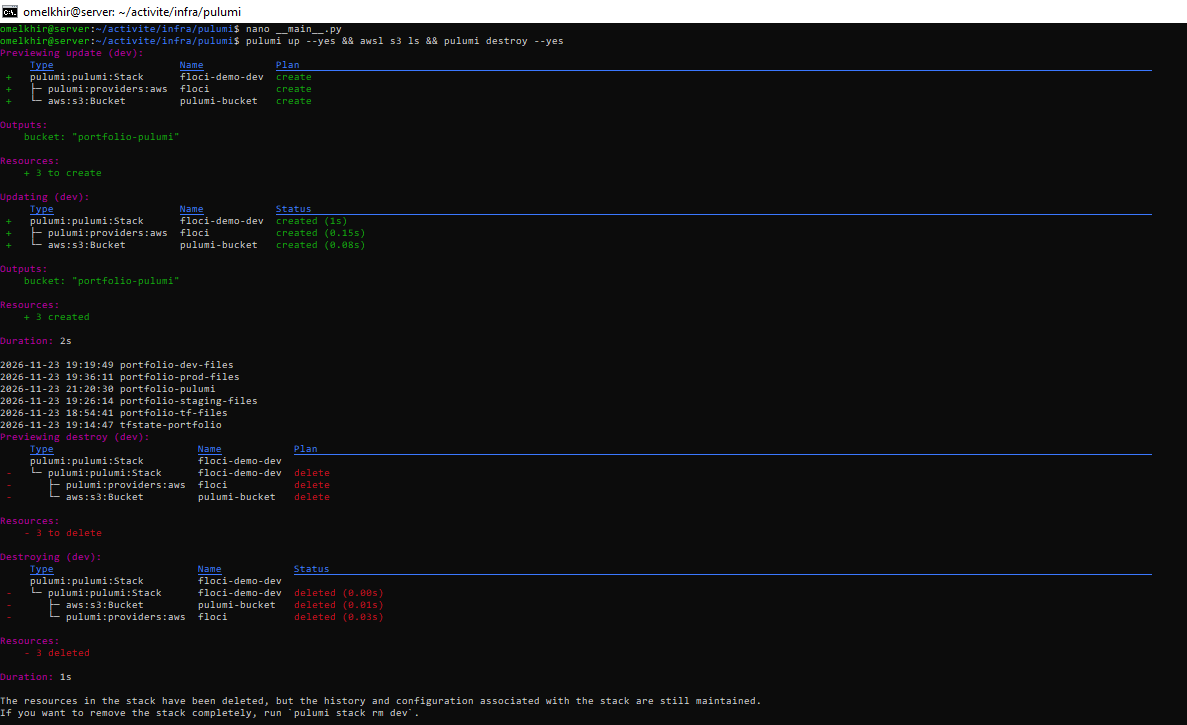 omelkhir@server: ~/activite/infra/pulumi
omelkhir@server:~/activite/infra/pulumi$ nano __main__.py
omelkhir@server:~/activite/infra/pulumi$ pulumi up --yes && awsl s3 ls && pulumi destroy --yes
Previewing update (dev):
Type Name Plan
+ pulumi:pulumi:Stack floci-demo-dev create
+ ├─ pulumi:providers:aws floci create
+ └─ aws:s3:Bucket pulumi-bucket create
Outputs:
bucket: "portfolio-pulumi"
Resources:
+ 3 to create
Updating (dev):
Type Name Status
+ pulumi:pulumi:Stack floci-demo-dev created (1s)
+ ├─ pulumi:providers:aws floci created (0.15s)
+ └─ aws:s3:Bucket pulumi-bucket created (0.08s)
Outputs:
bucket: "portfolio-pulumi"
Resources:
+ 3 created
Duration: 2s
2026-11-23 19:19:49 portfolio-dev-files
2026-11-23 19:36:11 portfolio-prod-files
2026-11-23 21:20:30 portfolio-pulumi
2026-11-23 19:26:14 portfolio-staging-files
2026-11-23 18:54:41 portfolio-tf-files
2026-11-23 19:14:47 tfstate-portfolio
Previewing destroy (dev):
Type Name Plan
pulumi:pulumi:Stack floci-demo-dev
- └─ pulumi:pulumi:Stack floci-demo-dev delete
- ├─ pulumi:providers:aws floci delete
- └─ aws:s3:Bucket pulumi-bucket delete
Resources:
- 3 to delete
Destroying (dev):
Type Name Status
pulumi:pulumi:Stack floci-demo-dev
- └─ pulumi:pulumi:Stack floci-demo-dev deleted (0.00s)
- ├─ aws:s3:Bucket pulumi-bucket deleted (0.01s)
- └─ pulumi:providers:aws floci deleted (0.03s)
Resources:
- 3 deleted
Duration: 1s
The resources in the stack have been deleted, but the history and configuration associated with the stack are still maintained.
If you want to remove the stack completely, run `pulumi stack rm dev`.